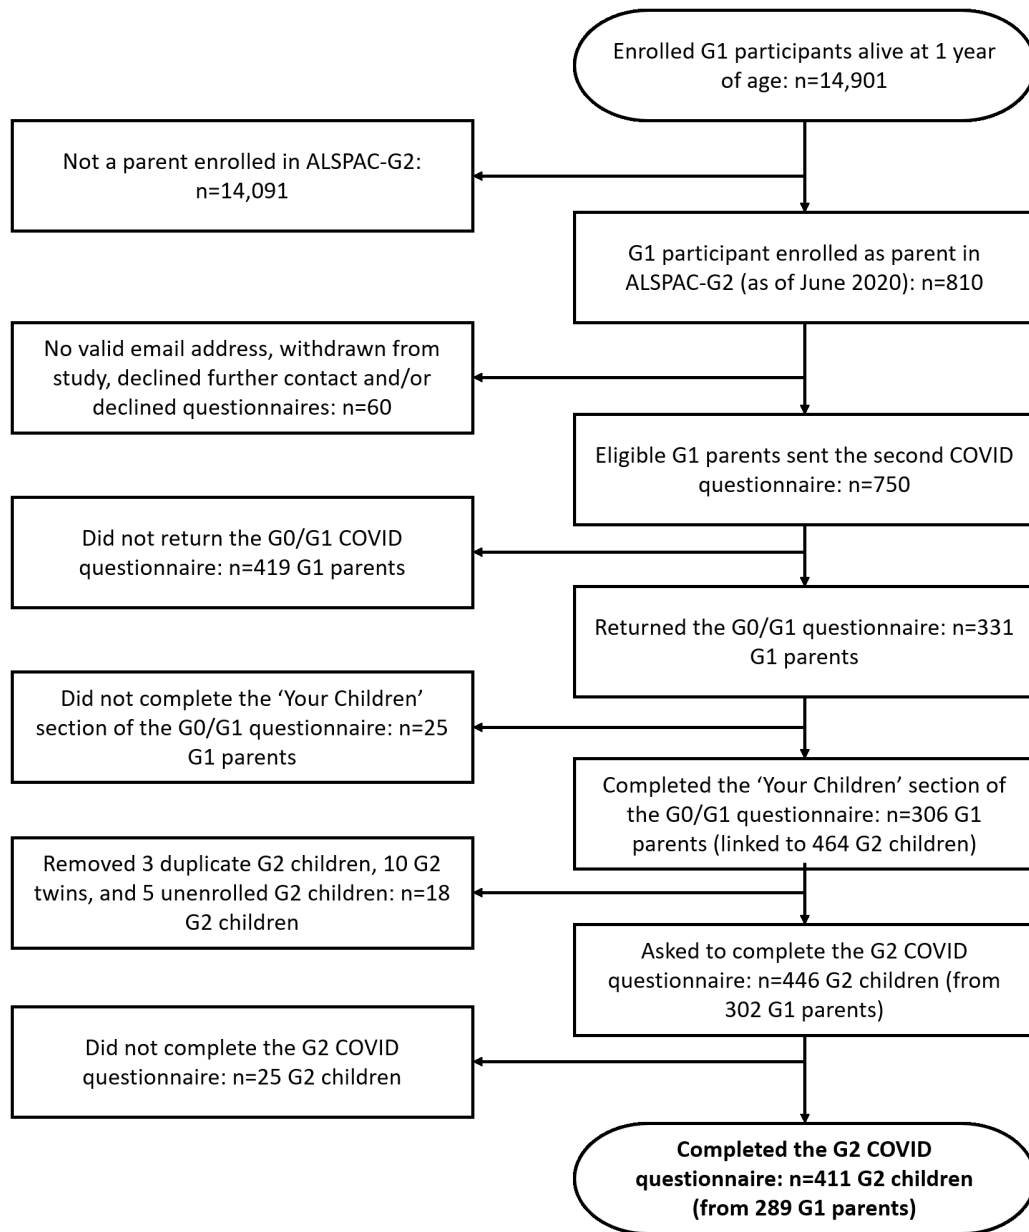 Enrolled G1 participants alive at 1 year
of age: n=14,901
Not a parent enrolled in ALSPAC-G2:
n=14,091
G1 participant enrolled as parent in
ALSPAC-G2 (as of June 2020): n=810
No valid email address, withdrawn from
study, declined further contact and/or
declined questionnaires: n=60
Eligible G1 parents sent the second COVID
questionnaire: n=750
Did not return the G0/G1 COVID
questionnaire: n=419 G1 parents
Returned the G0/G1 questionnaire: n=331
G1 parents
Did not complete the ‘Your Children’
section of the G0/G1 questionnaire: n=25
G1 parents
Completed the ‘Your Children’ section of
the G0/G1 questionnaire: n=306 G1
parents (linked to 464 G2 children)
Removed 3 duplicate G2 children, 10 G2
twins, and 5 unenrolled G2 children: n=18
G2 children
Asked to complete the G2 COVID
questionnaire: n=446 G2 children (from
302 G1 parents)
Did not complete the G2 COVID
questionnaire: n=25 G2 children
Completed the G2 COVID
questionnaire: n=411 G2 children
(from 289 G1 parents)